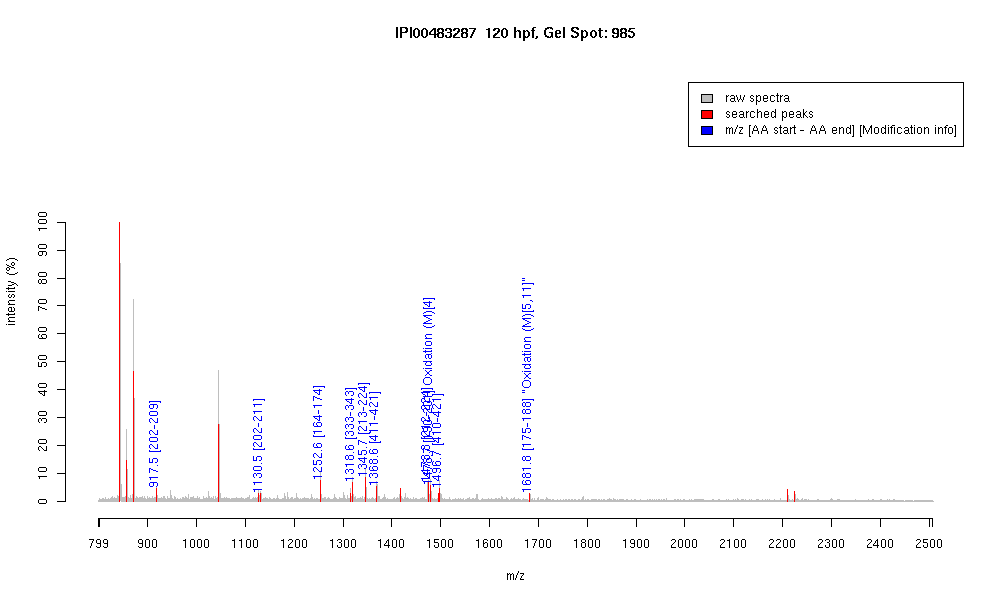 IPI00483287 120 hpf, Gel Spot: 985
raw spectra
searched peaks
m/z [AA start - AA end] [Modification info]
intensity (%)
100
90
80
70
60
50
40
30
20
10
0
917.5 [202-209]
1130.5 [202-211]
1252.6 [164-174]
1318.6 [333-343]
1345.7 [213-224]
1368.6 [411-421]
Oxidation (M)[4]
1496.7 [410-421]
1681.8 [175-188] "Oxidation (M)[5,11]"
799 900 1000 1100 1200 1300 1400 1500 1600 1700 1800 1900 2000 2100 2200 2300 2400 2500
m/z